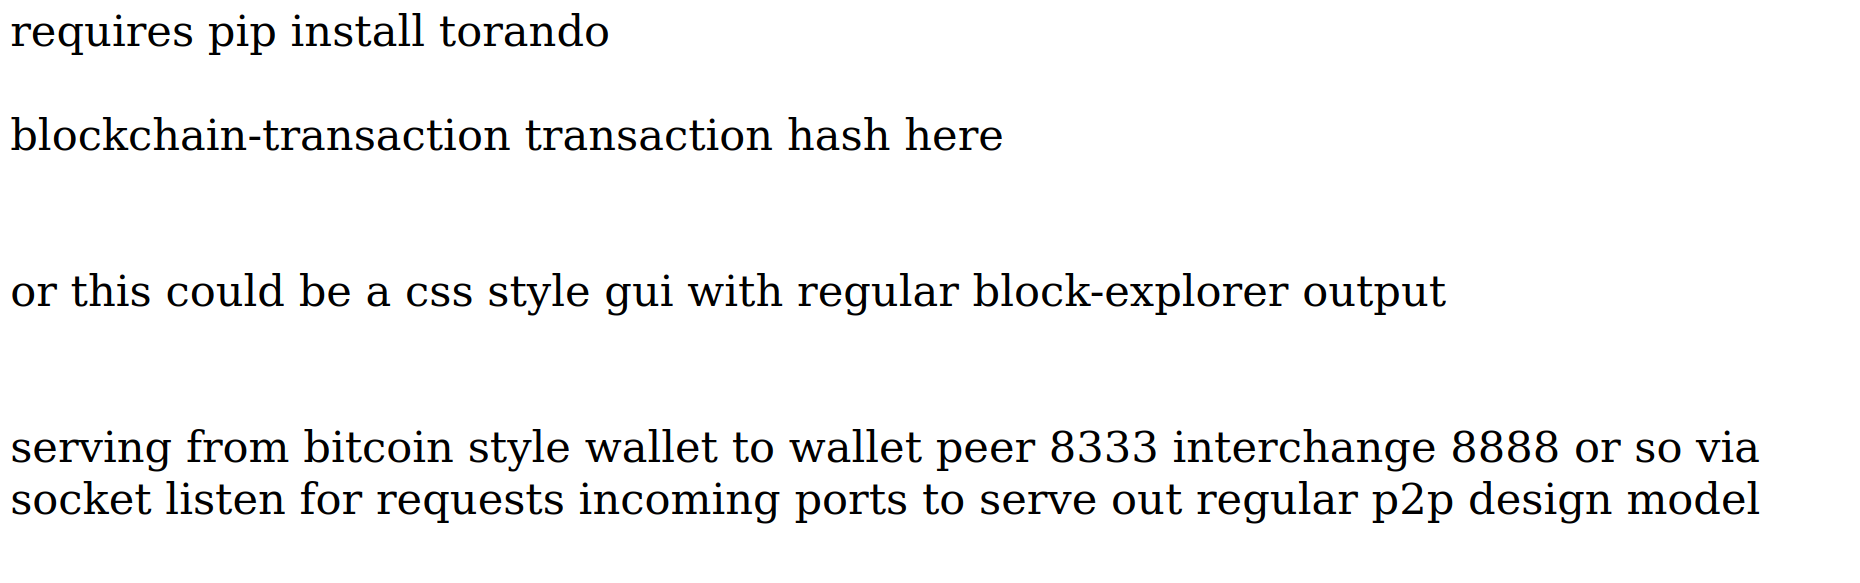 requires pip install torando
blockchain-transaction transaction hash here
or this could be a css style gui with regular block-explorer output
serving from bitcoin style wallet to wallet peer 8333 interchange 8888 or so via
socket listen for requests incoming ports to serve out regular p2p design model